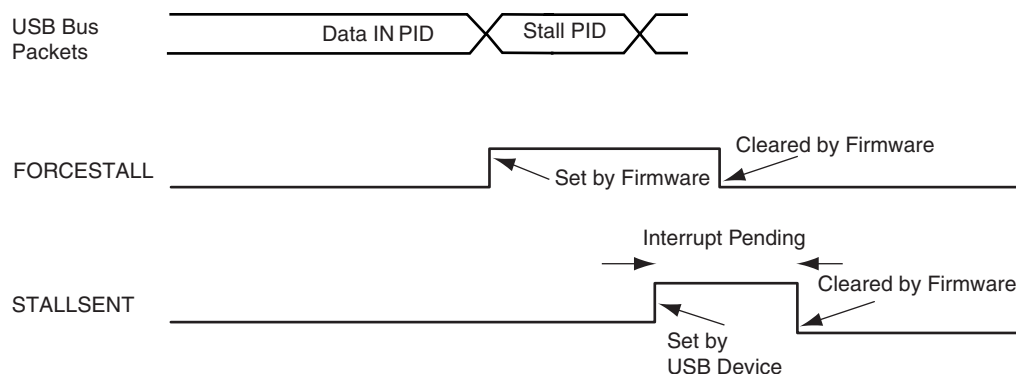 USB Bus
Packets
Data IN PID
Stall PID
FORCESTALL
Set by Firmware
Cleared by Firmware
Interrupt Pending
STALLSENT
Cleared by Firmware
Set by
USB Device